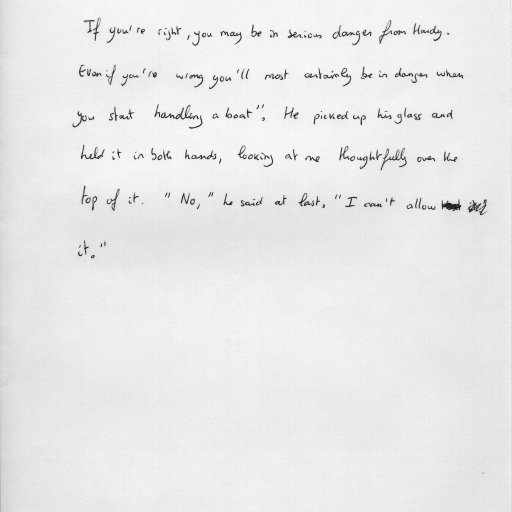 If you're right, you may be in serious danger from Hardy.
Even if you're wrong you'll most certainly be in danger when
you start handling a boat". He picked up his glass and
held it in both hands, looking at me thoughtfully over the
top of it. "No," he said at last, "I can't allow
it."